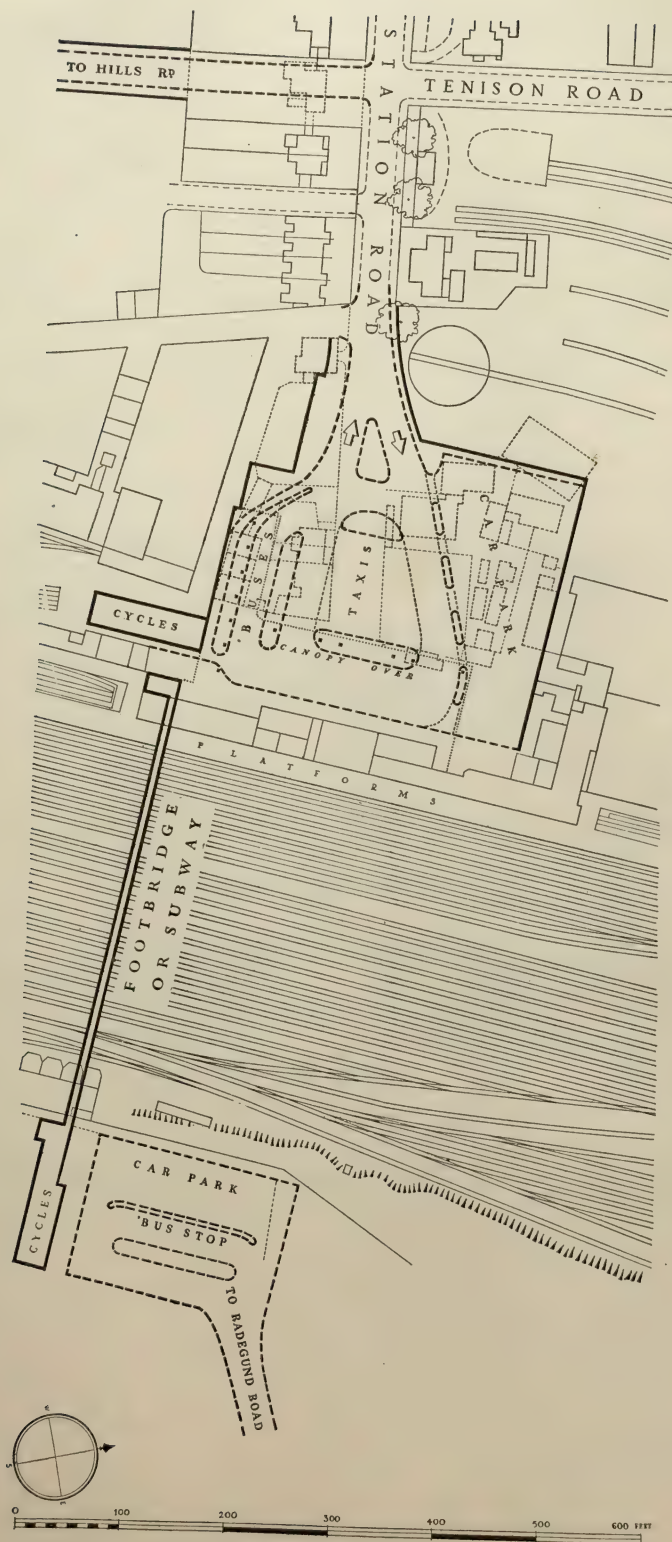 TO HILLS Rᴰ
STATION ROAD
TENISON ROAD
CAR PARK
BUSES
TAXIS
CYCLES
CANOPY OVER
PLATFORMS
FOOTBRIDGE
OR SUBWAY
CAR PARK
'BUS STOP
CYCLES
TO RADEGUND ROAD
W
S
E
0 100 200 300 400 500 600 FEET